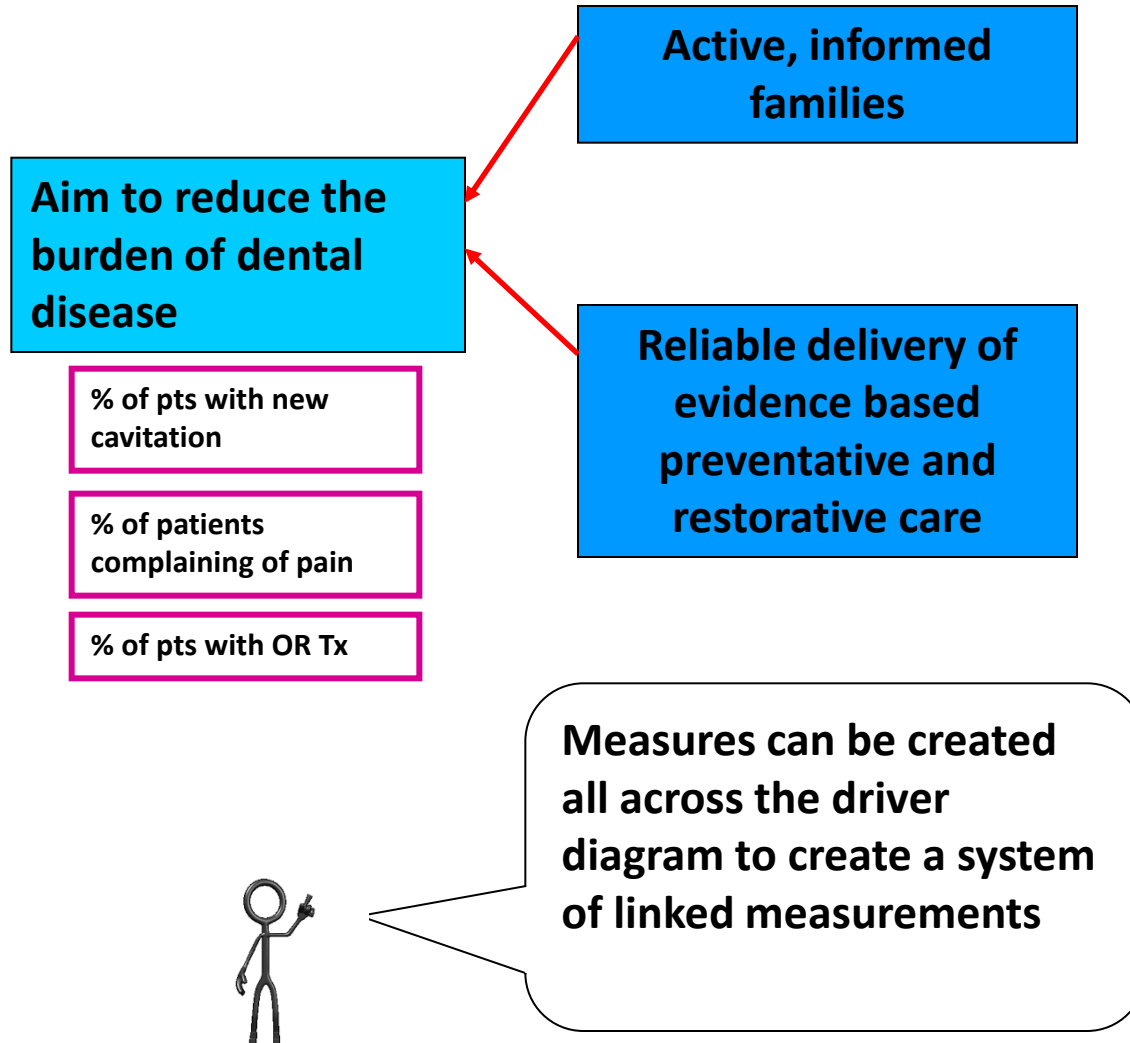 Active, informed
families
Aim to reduce the
burden of dental
disease
Reliable delivery of
evidence based
preventative and
restorative care
% of pts with new
cavitation
% of patients
complaining of pain
% of pts with OR Tx
Measures can be created
all across the driver
diagram to create a system
of linked measurements